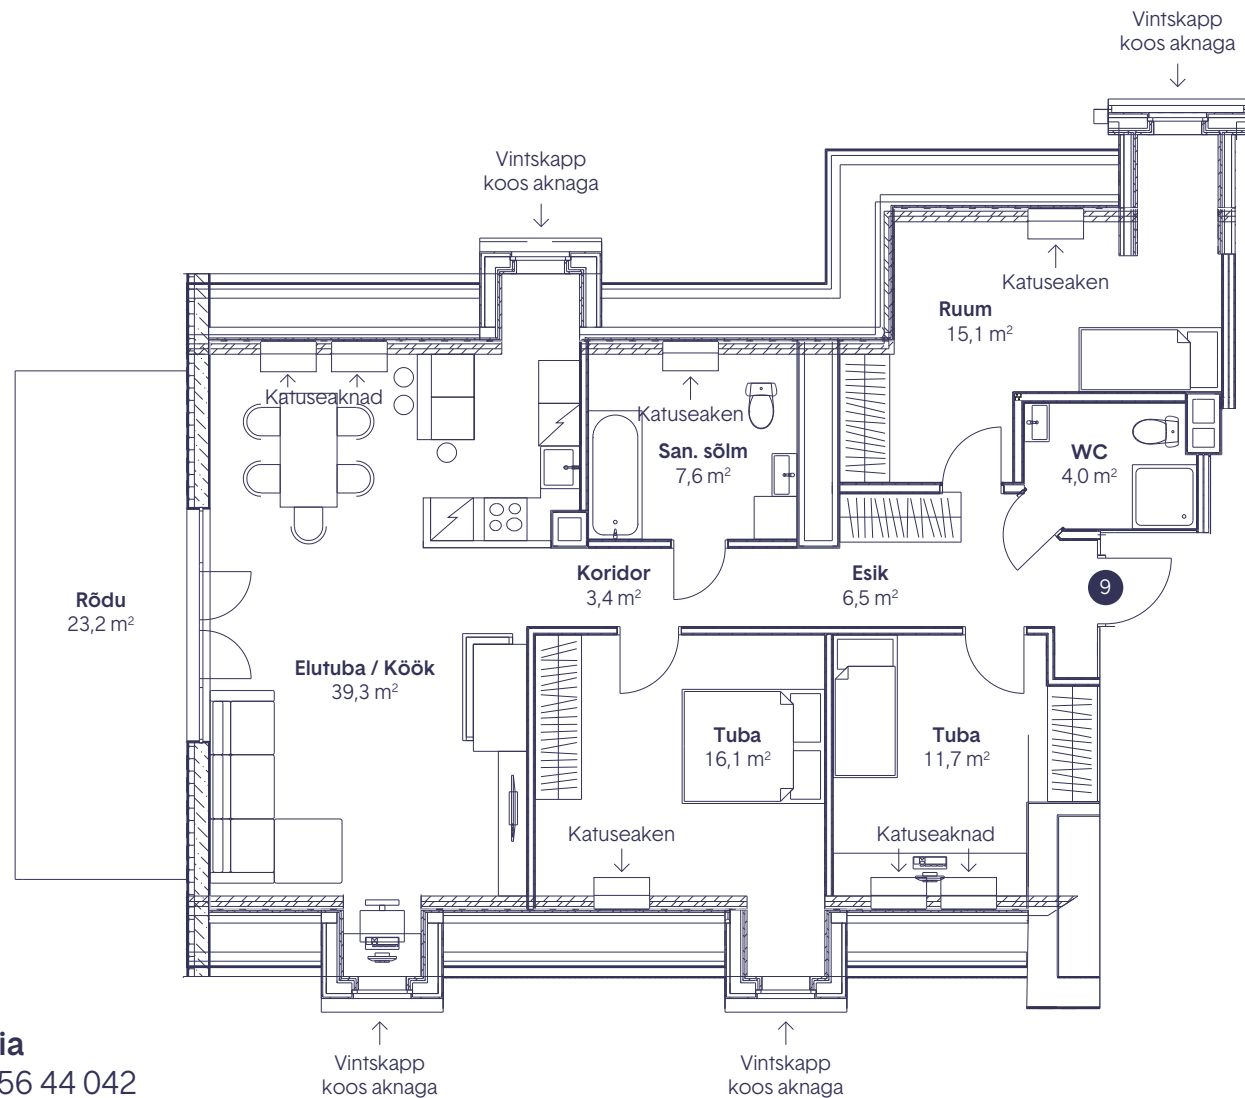 Vintskapp
koos aknaga
Vintskapp
koos aknaga
Katuseaken
Ruum
15,1 m²
Katuseaknad
Katuseaken
San. sõlm
7,6 m²
WC
4,0 m²
Koridor
3,4 m²
Esik
6,5 m²
9
Rõdu
23,2 m²
Elutuba / Köök
39,3 m²
Tuba
16,1 m²
Tuba
11,7 m²
Katuseaken
Katuseaknad
Vintskapp
koos aknaga
Vintskapp
koos aknaga
ia
56 44 042